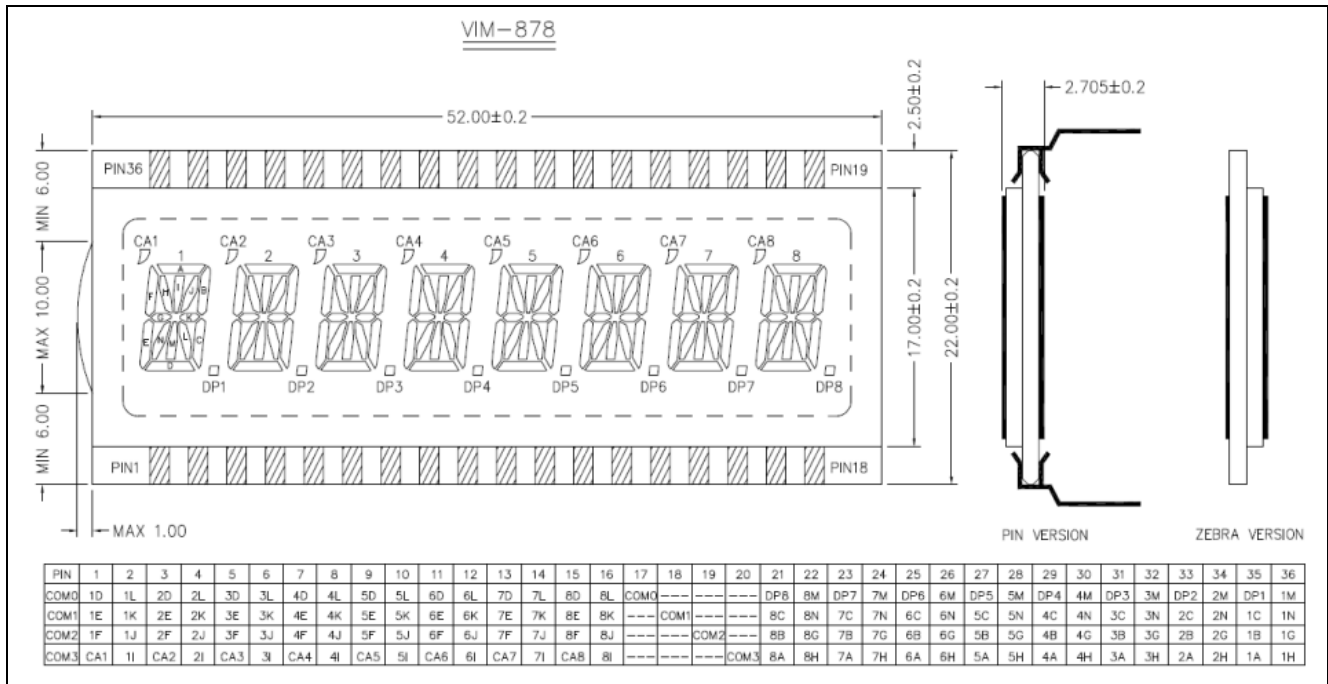 VIM-878
52.00±0.2
2.50±0.2
2.705±0.2
MIN 6.00
MAX 10.00
MIN 6.00
PIN36
PIN19
CA1 CA2 CA3 CA4 CA5 CA6 CA7 CA8
1 2 3 4 5 6 7 8
A
F H I J B
G K
E N M L C
D
DP1 DP2 DP3 DP4 DP5 DP6 DP7 DP8
17.00±0.2
22.00±0.2
PIN1
PIN18
MAX 1.00
PIN VERSION
ZEBRA VERSION
PIN 1 2 3 4 5 6 7 8 9 10 11 12 13 14 15 16 17 18 19 20 21 22 23 24 25 26 27 28 29 30 31 32 33 34 35 36
COM0 1D 1L 2D 2L 3D 3L 4D 4L 5D 5L 6D 6L 7D 7L 8D 8L COM0 --- --- --- DP8 8M DP7 7M DP6 6M DP5 5M DP4 4M DP3 3M DP2 2M DP1 1M
COM1 1E 1K 2E 2K 3E 3K 4E 4K 5E 5K 6E 6K 7E 7K 8E 8K --- COM1 --- --- 8C 8N 7C 7N 6C 6N 5C 5N 4C 4N 3C 3N 2C 2N 1C 1N
COM2 1F 1J 2F 2J 3F 3J 4F 4J 5F 5J 6F 6J 7F 7J 8F 8J --- --- COM2 --- 8B 8G 7B 7G 6B 6G 5B 5G 4B 4G 3B 3G 2B 2G 1B 1G
COM3 CA1 1I CA2 2I CA3 3I CA4 4I CA5 5I CA6 6I CA7 7I CA8 8I --- --- --- COM3 8A 8H 7A 7H 6A 6H 5A 5H 4A 4H 3A 3H 2A 2H 1A 1H